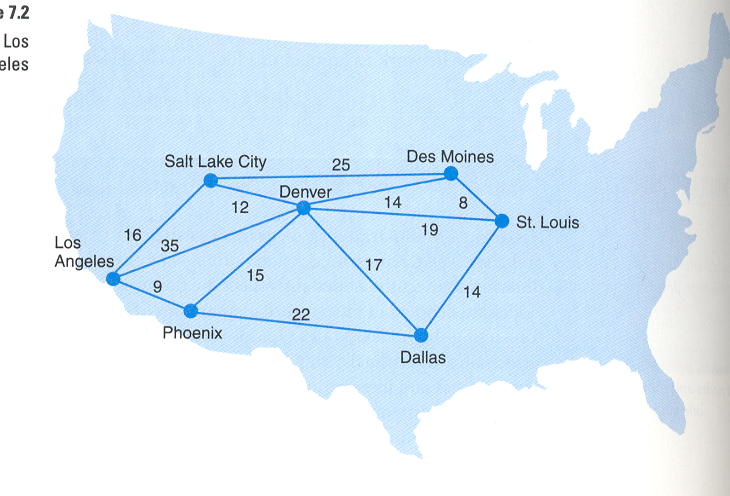 e 7.2
Los
eles
Salt Lake City
25
Des Moines
Denver
12
14
8
16
35
19
St. Louis
Los
Angeles
17
15
9
14
22
Phoenix
Dallas